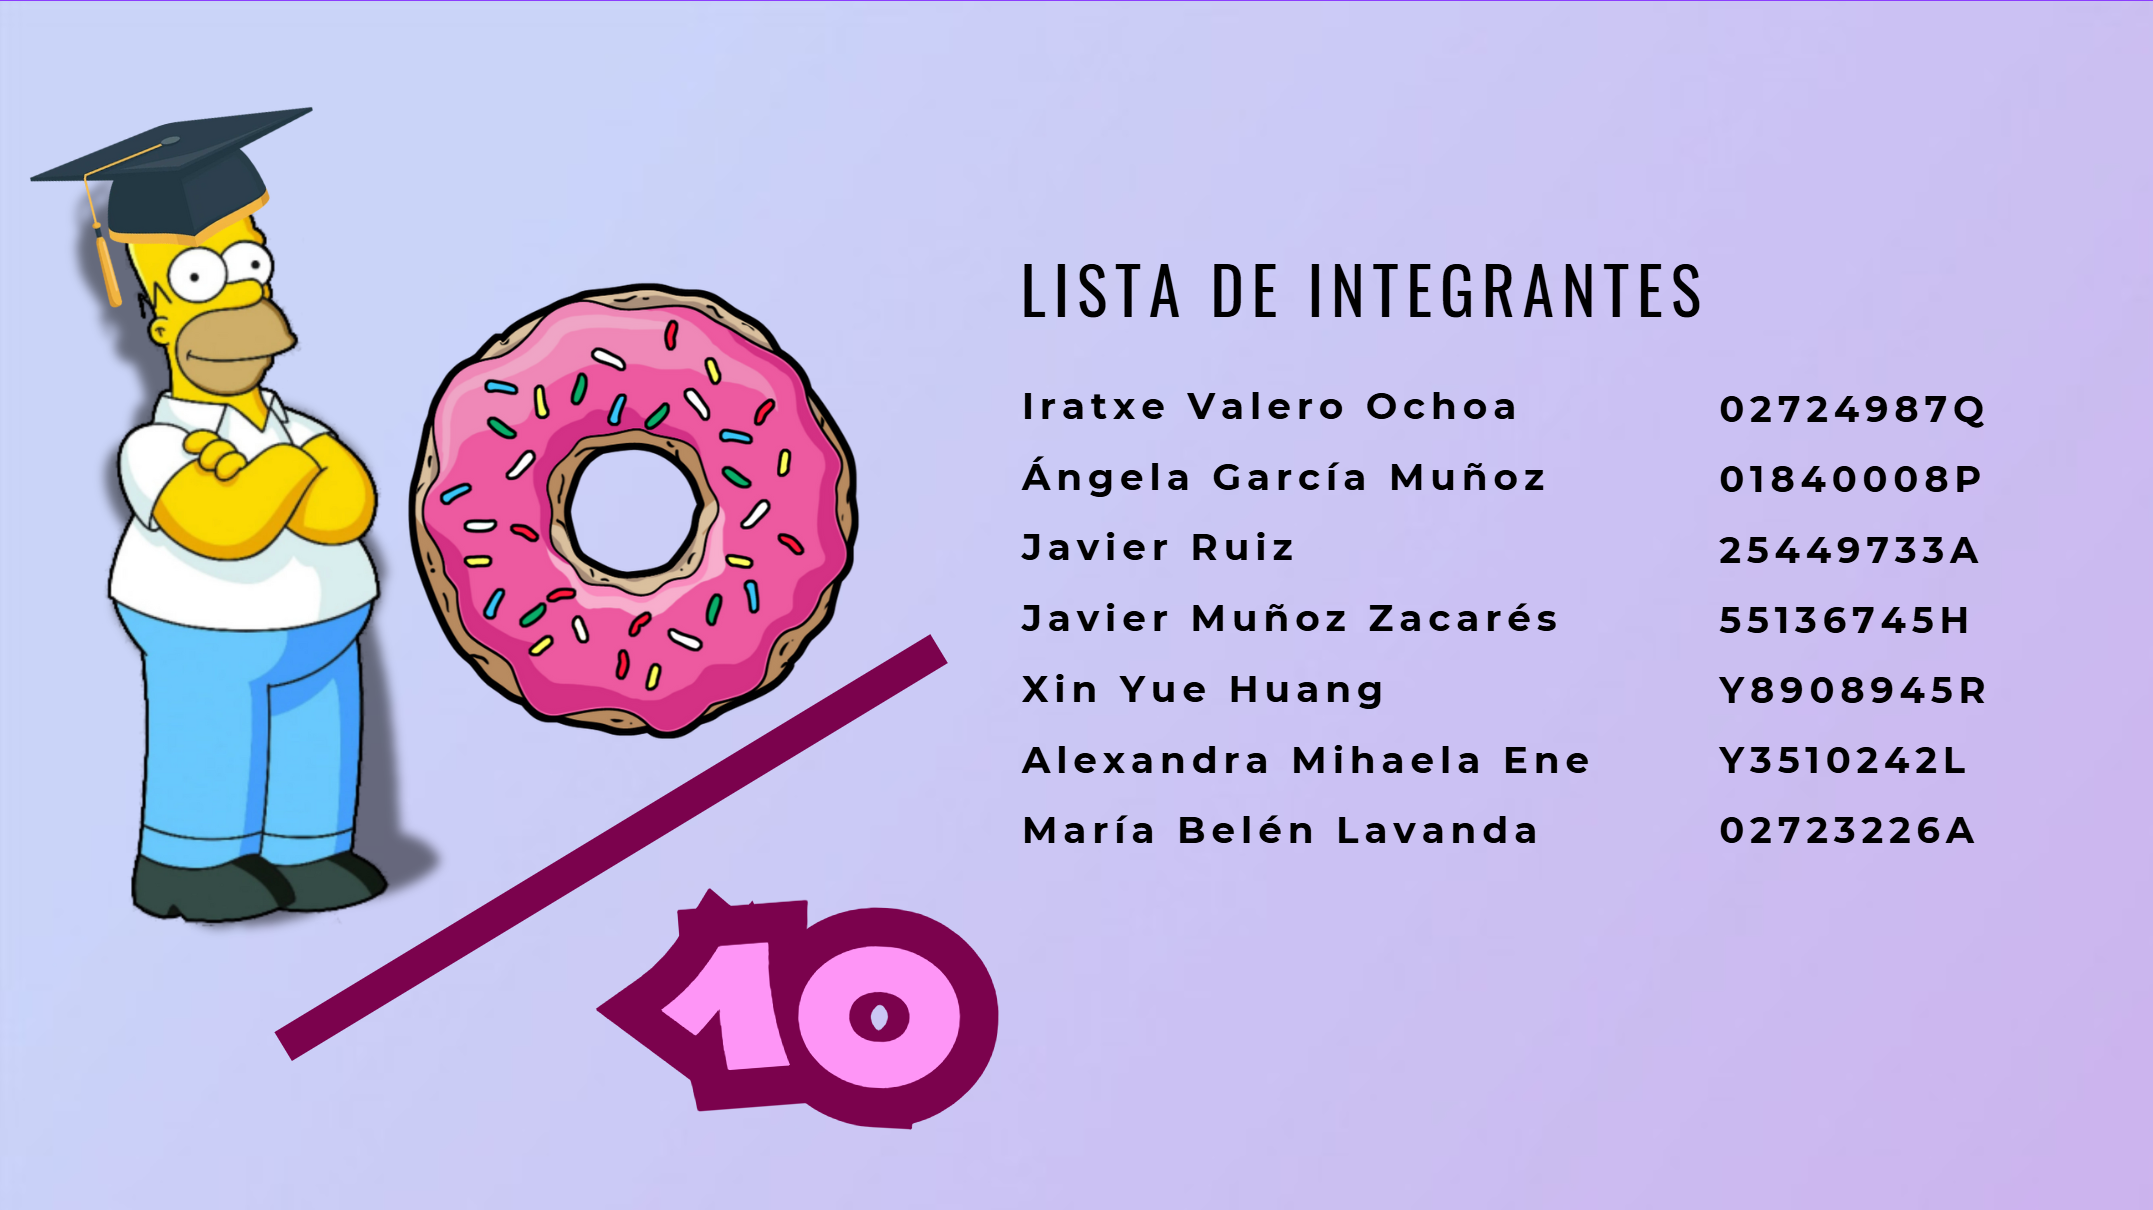 LISTA DE INTEGRANTES
Iratxe Valero Ochoa 02724987Q
Ángela García Muñoz 01840008P
Javier Ruiz 25449733A
Javier Muñoz Zacarés 55136745H
Xin Yue Huang Y8908945R
Alexandra Mihaela Ene Y3510242L
María Belén Lavanda 02723226A
10